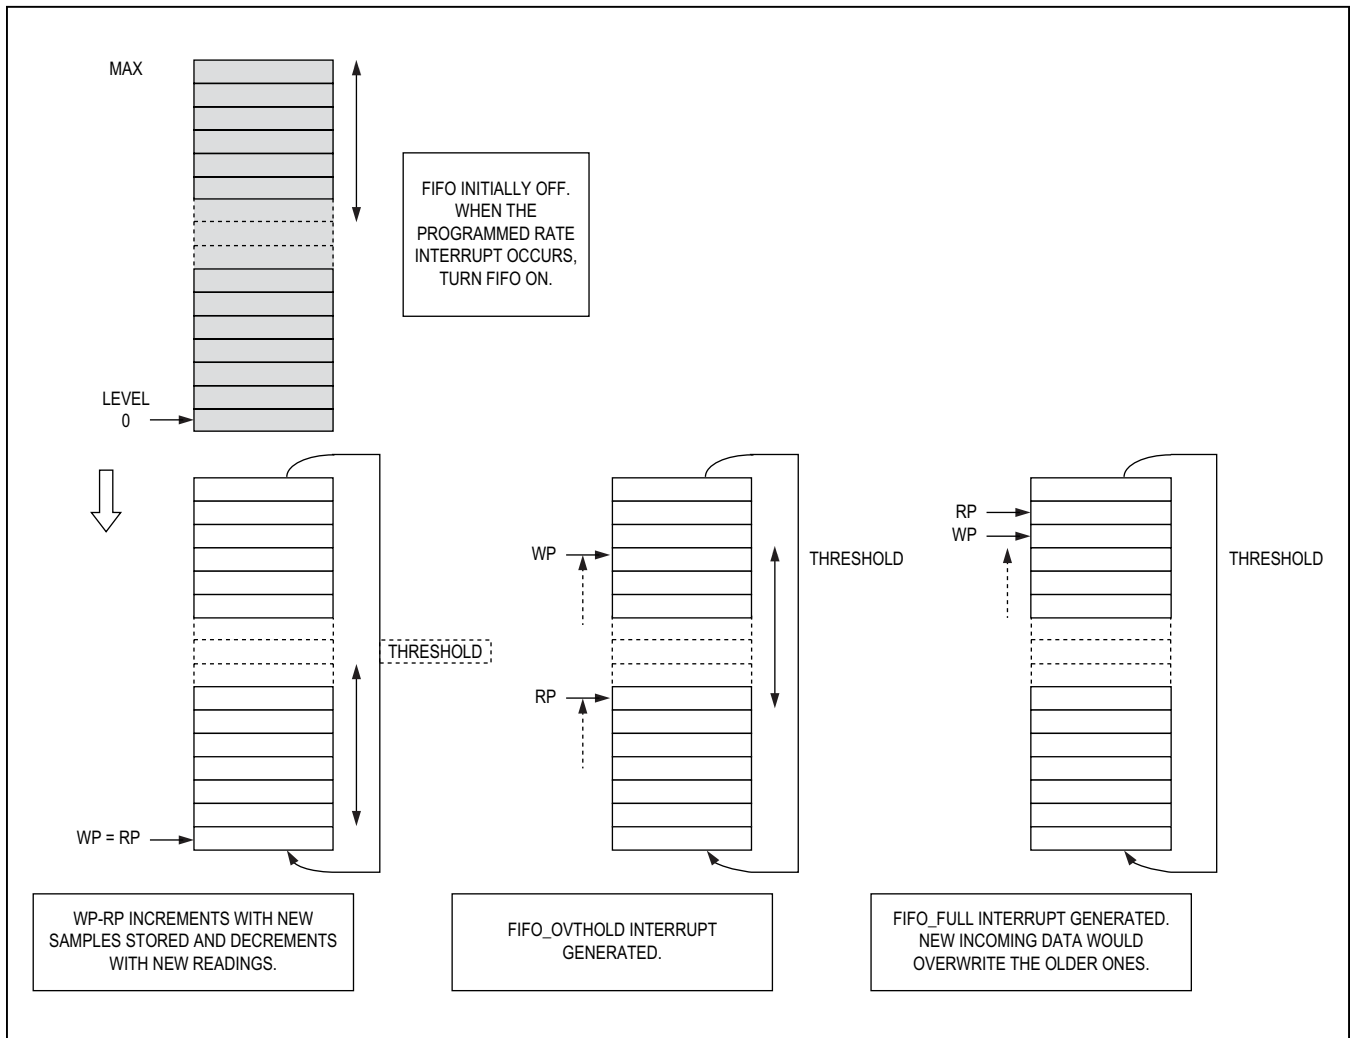 MAX
FIFO INITIALLY OFF.
WHEN THE
PROGRAMMED RATE
INTERRUPT OCCURS,
TURN FIFO ON.
LEVEL
0
THRESHOLD
WP = RP
WP
RP
THRESHOLD
RP
WP
THRESHOLD
WP-RP INCREMENTS WITH NEW
SAMPLES STORED AND DECREMENTS
WITH NEW READINGS.
FIFO_OVTHOLD INTERRUPT
GENERATED.
FIFO_FULL INTERRUPT GENERATED.
NEW INCOMING DATA WOULD
OVERWRITE THE OLDER ONES.